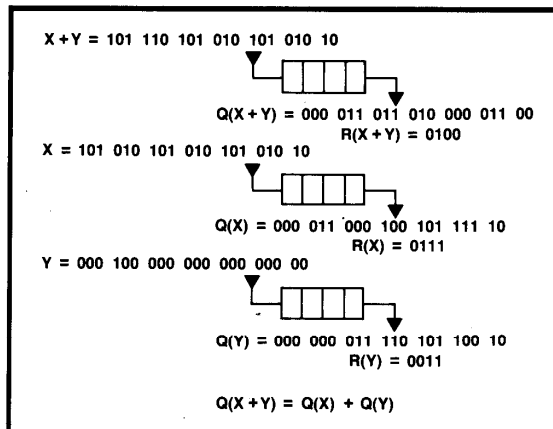 X + Y = 101 110 101 010 101 010 10
Q(X + Y) = 000 011 011 010 000 011 00
R(X + Y) = 0100
X = 101 010 101 010 101 010 10
Q(X) = 000 011 000 100 101 111 10
R(X) = 0111
Y = 000 100 000 000 000 000 00
Q(Y) = 000 000 011 110 101 100 10
R(Y) = 0011
Q(X + Y) = Q(X) + Q(Y)